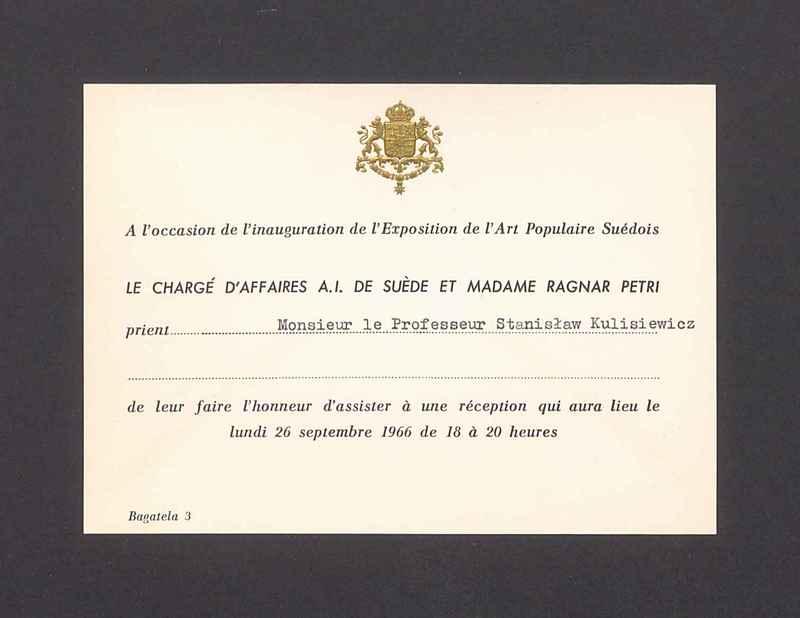 A l'occasion de l'inauguration de l'Exposition de l'Art Populaire Suédois
LE CHARGÉ D'AFFAIRES A.I. DE SUÈDE ET MADAME RAGNAR PETRI
prient Monsieur le Professeur Stanisław Kulisiewicz
de leur faire l'honneur d'assister à une réception qui aura lieu le
lundi 26 septembre 1966 de 18 à 20 heures
Bagatela 3